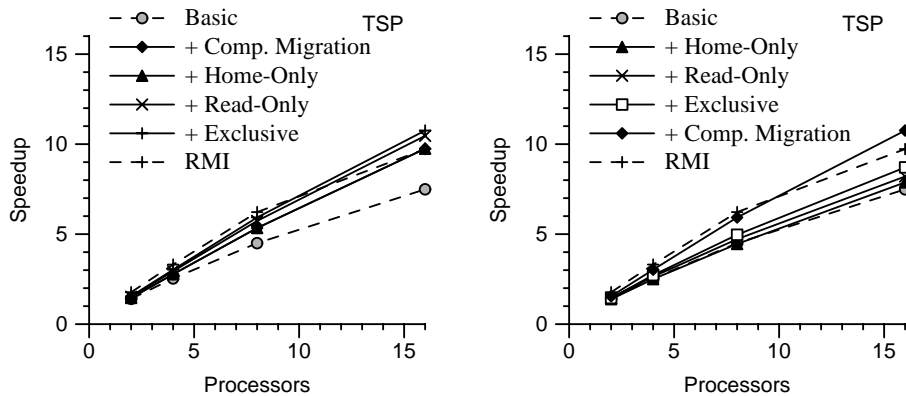 Basic
TSP
+ Comp. Migration
+ Home-Only
+ Read-Only
+ Exclusive
RMI
15
10
5
0
Speedup
0
5
10
15
Processors
Basic
TSP
+ Home-Only
+ Read-Only
+ Exclusive
+ Comp. Migration
RMI
15
10
5
0
Speedup
0
5
10
15
Processors